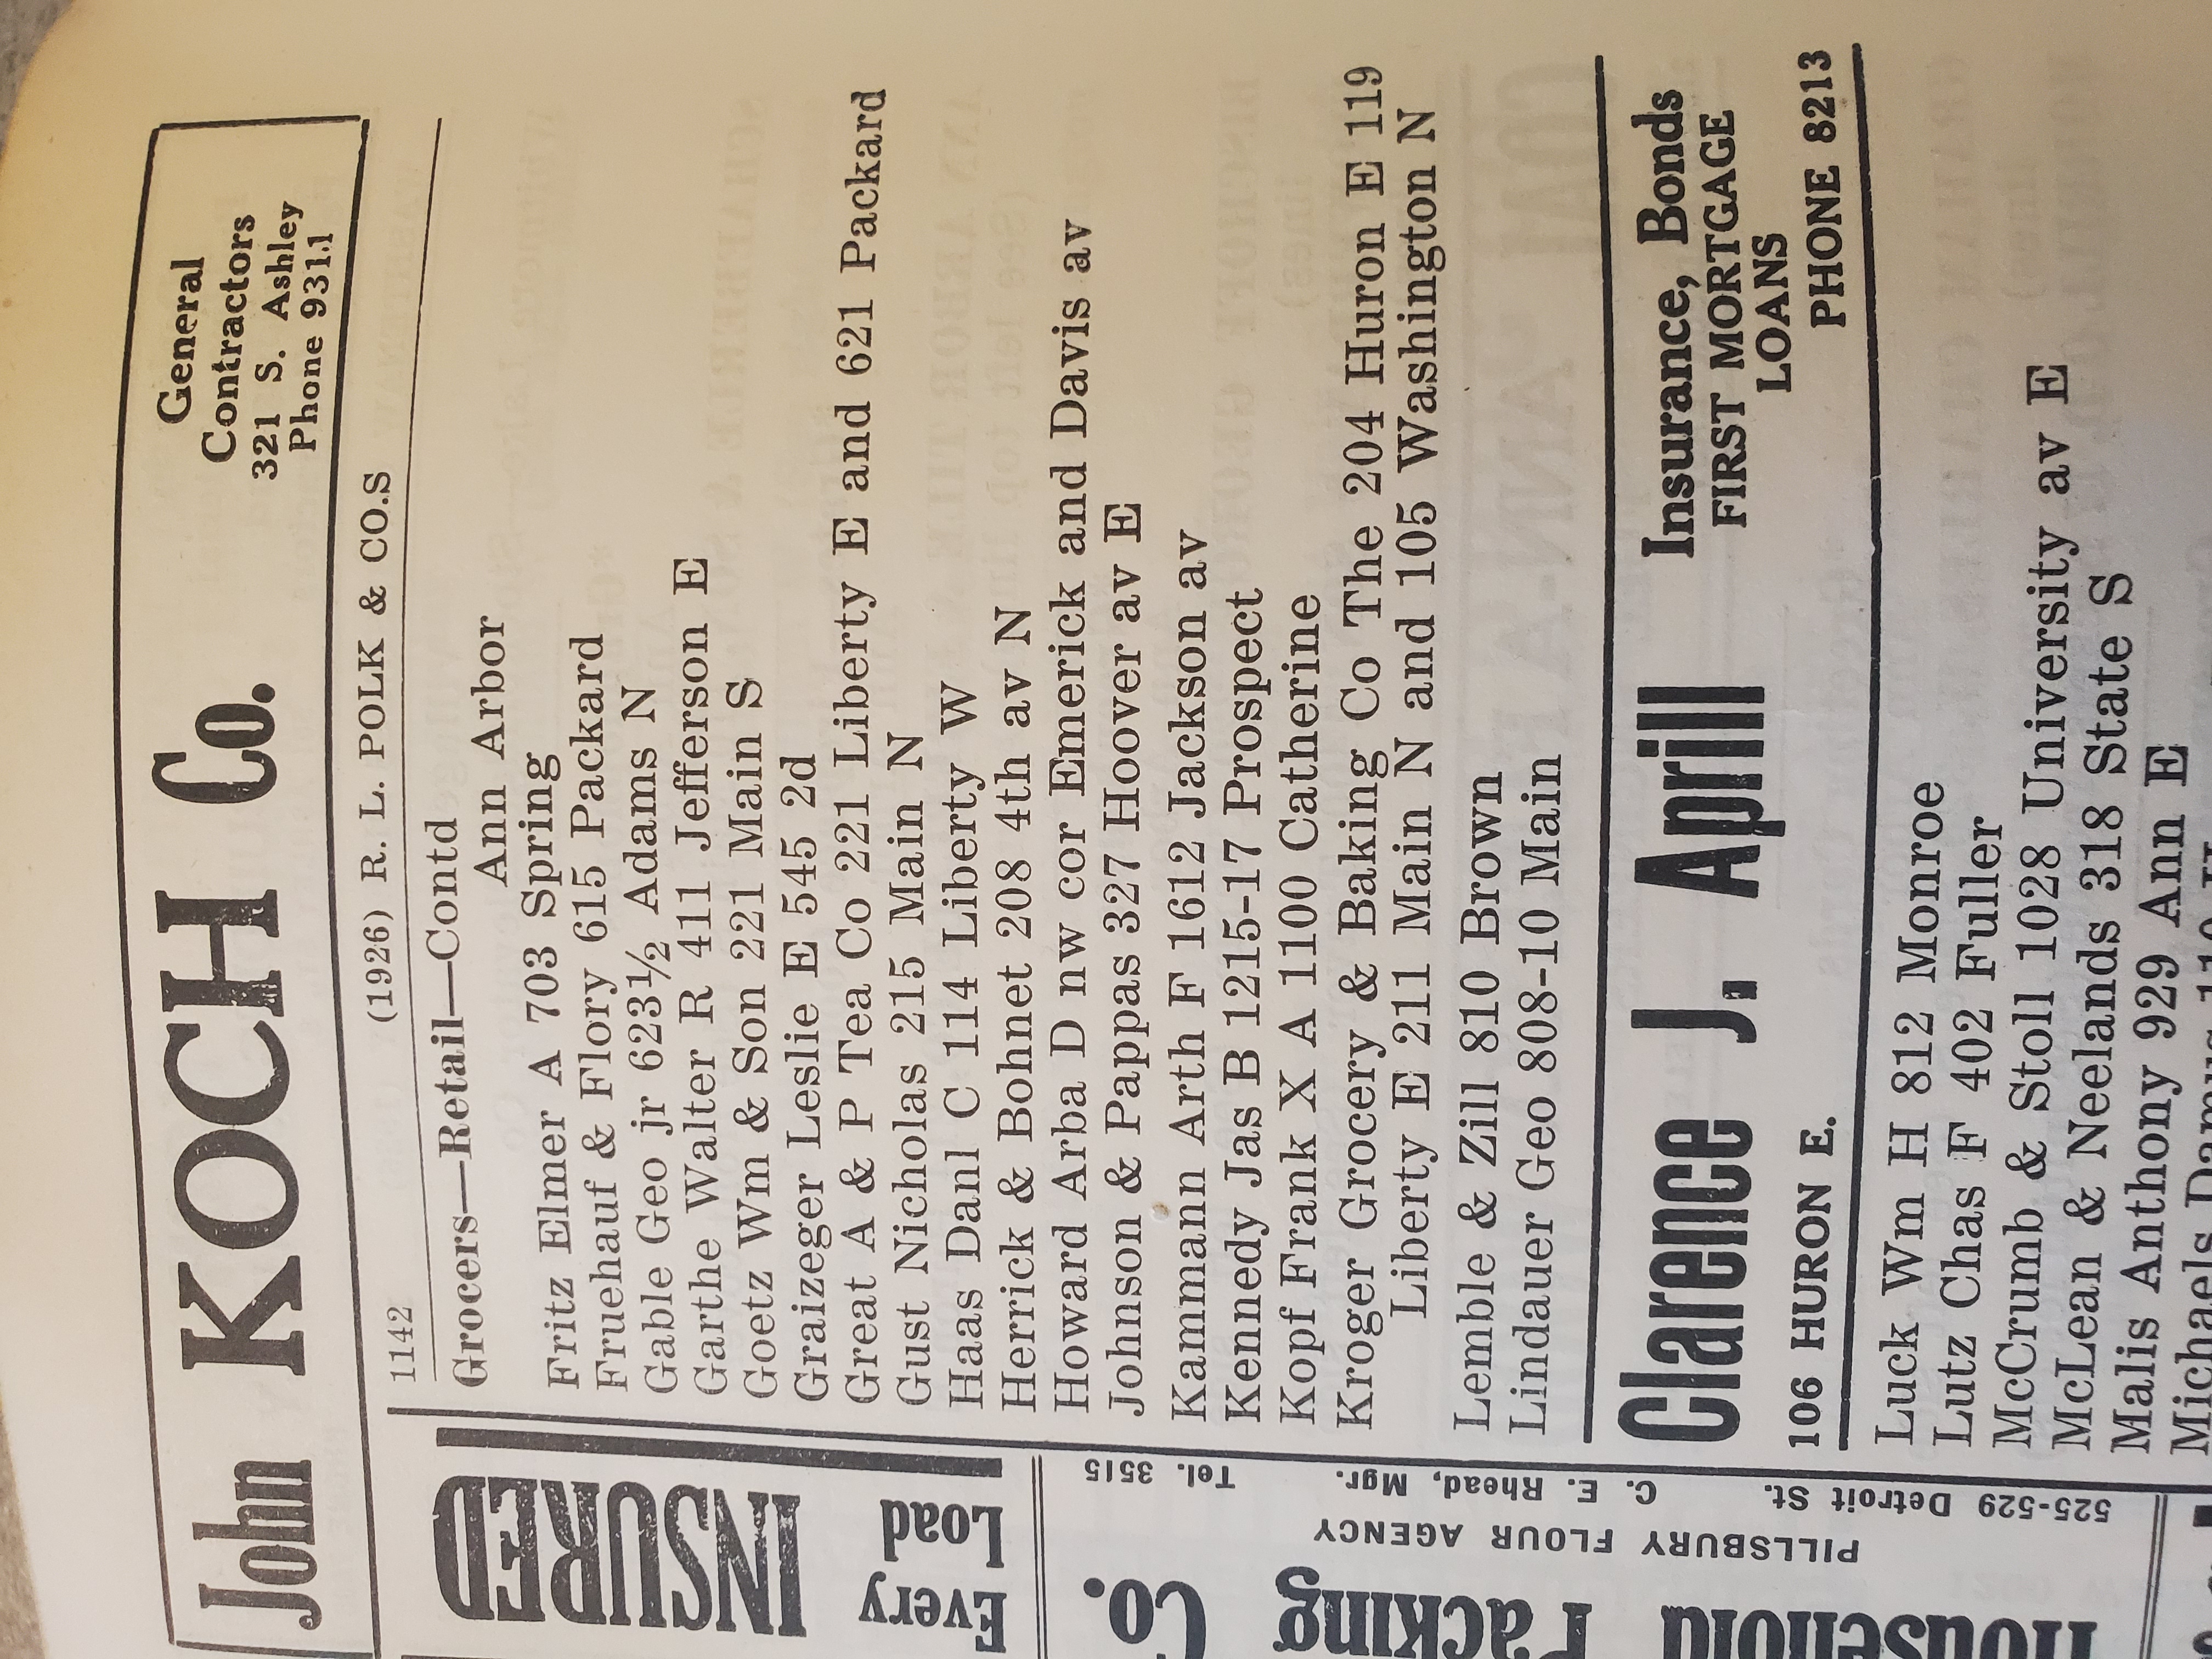 John KOCH Co.
General
Contractors
321 S. Ashley
Phone 9311
1142 (1926) R. L. POLK & CO.S
Grocers—Retail—Contd
Ann Arbor
Fritz Elmer A 703 Spring
Fruehauf & Flory 615 Packard
Gable Geo jr 623½ Adams N
Garthe Walter R 411 Jefferson E
Goetz Wm & Son 221 Main S
Graizeger Leslie E 545 2d
Great A & P Tea Co 221 Liberty E and 621 Packard
Gust Nicholas 215 Main N
Haas Danl C 114 Liberty W
Herrick & Bohnet 208 4th av N
Howard Arba D nw cor Emerick and Davis av
Johnson & Pappas 327 Hoover av E
Kammann Arth F 1612 Jackson av
Kennedy Jas B 1215-17 Prospect
Kopf Frank X A 1100 Catherine
Kroger Grocery & Baking Co The 204 Huron E 119
Liberty E 211 Main N and 105 Washington N
Lemble & Zill 810 Brown
Lindauer Geo 808-10 Main
Clarence J. Aprill
Insurance, Bonds
FIRST MORTGAGE
LOANS
106 HURON E.
PHONE 8213
Luck Wm H 812 Monroe
Lutz Chas F 402 Fuller
McCrumb & Stoll 1028 University av E
McLean & Neelands 318 State S
Malis Anthony 929 Ann E
Michaels
INSURED
Every
Load
Household Packing Co.
PILLSBURY FLOUR AGENCY
525-529 Detroit St. C. E. Rhead, Mgr. Tel. 3515